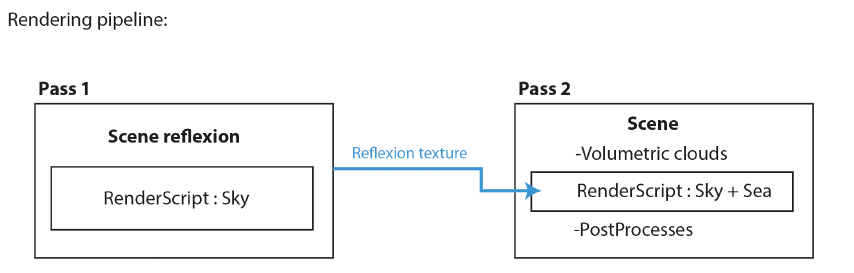 Rendering pipeline:
Pass 1
Scene reflexion
RenderScript : Sky
Reflexion texture
Pass 2
Scene
-Volumetric clouds
RenderScript : Sky + Sea
-PostProcesses